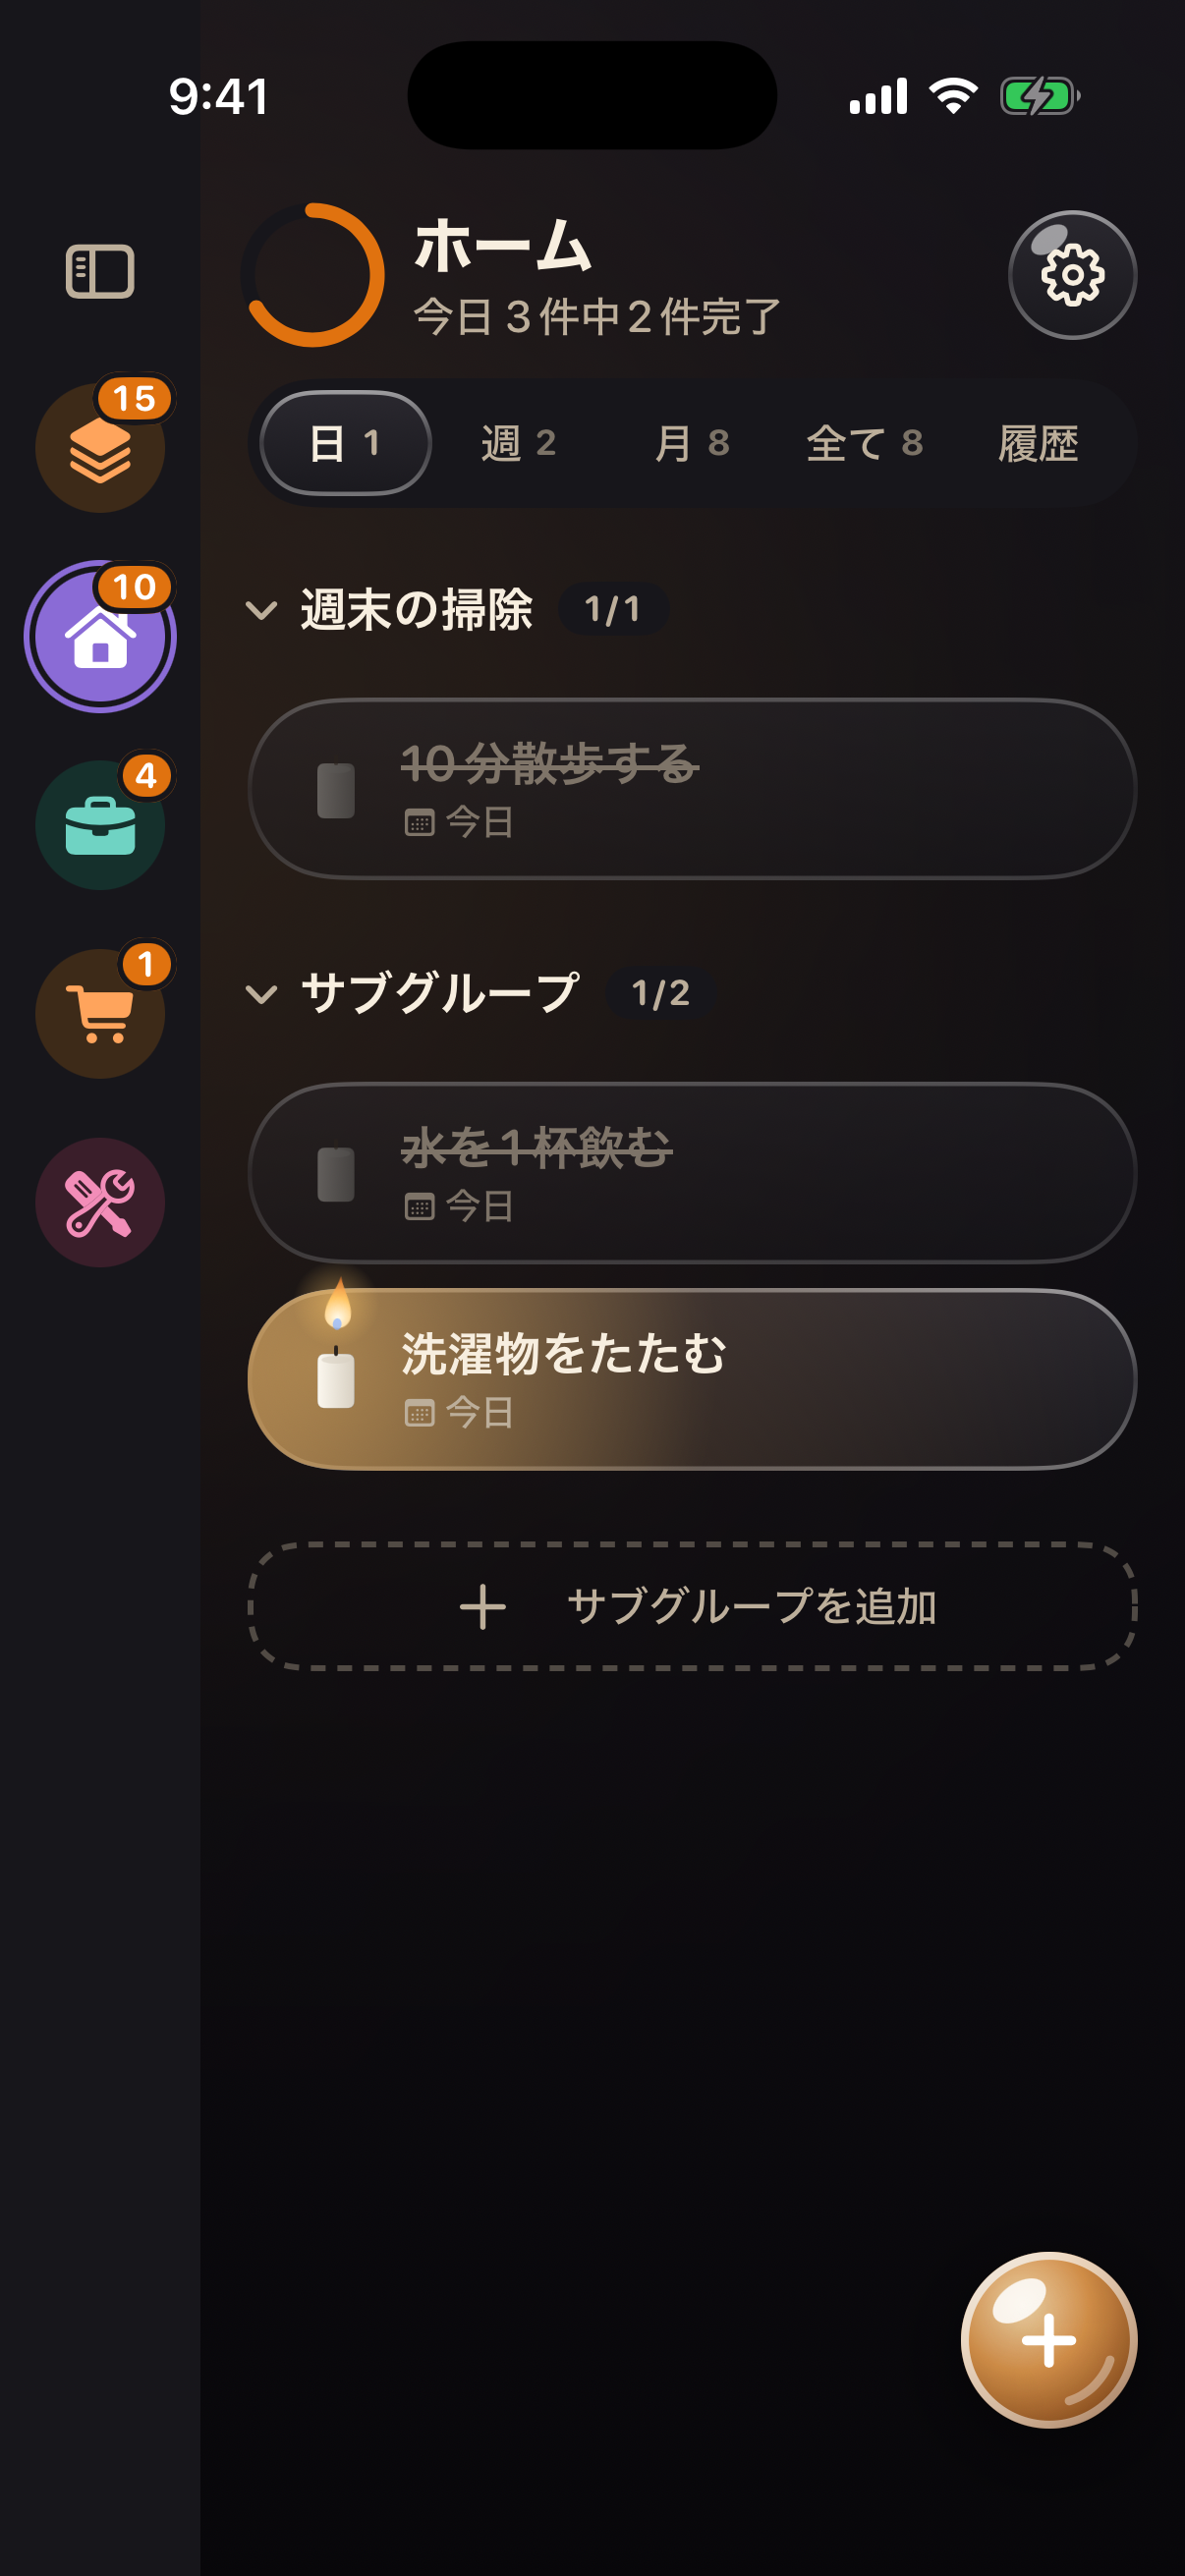 9:41
ホーム
今日 3 件中 2 件完了
15
日 1 週 2 月 8 全て 8 履歴
10
週末の掃除 1/1
10 分散歩する
今日
4
1
サブグループ 1/2
水を 1 杯飲む
今日
洗濯物をたたむ
今日
サブグループを追加